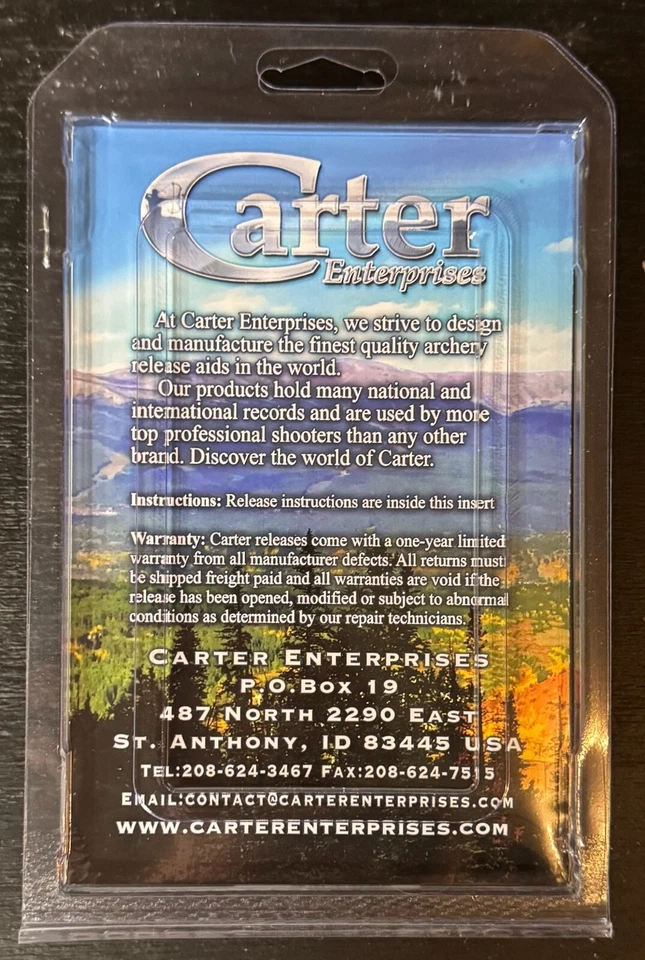 Carter
Enterprises
At Carter Enterprises, we strive to design
and manufacture the finest quality archery
release aids in the world.
Our products hold many national and
international records and are used by more
top professional shooters than any other
brand. Discover the world of Carter.
Instructions: Release instructions are inside this insert
Warranty: Carter releases come with a one-year limited
warranty from all manufacturer defects. All returns must
be shipped freight paid and all warranties are void if the
release has been opened, modified or subject to abnormal
conditions as determined by our repair technicians.
CARTER ENTERPRISES
P.O.BOX 19
487 NORTH 2290 EAST
ST. ANTHONY, ID 83445 USA
TEL:208-624-3467 FAX:208-624-7515
EMAIL:CONTACT@CARTERENTERPRISES.COM
WWW.CARTERENTERPRISES.COM